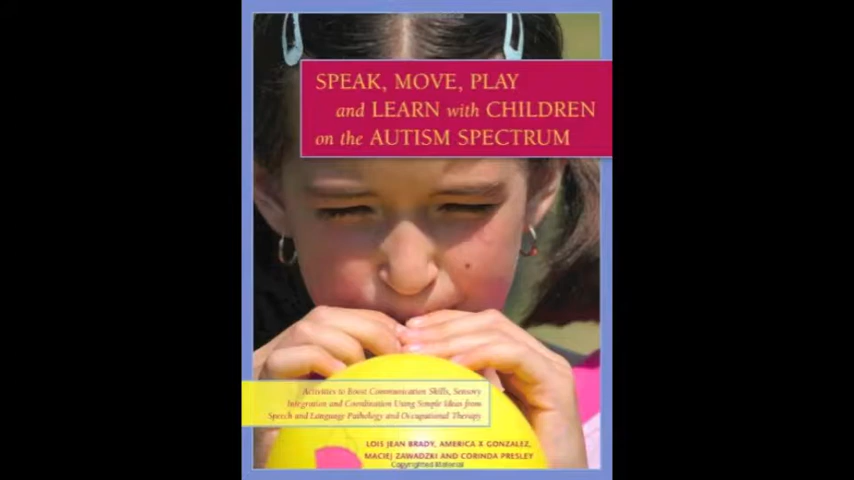 SPEAK, MOVE, PLAY
and LEARN with CHILDREN
on the AUTISM SPECTRUM
Activities to Boost Communication Skills, Sensory
Integration and Coordination Using Simple Ideas from
Speech and Language Pathology and Occupational Therapy
LOIS JEAN BRADY, AMERICA X GONZALEZ,
MACIEJ ZAWADZKI AND CORINDA PRESLEY
Copyrighted Material